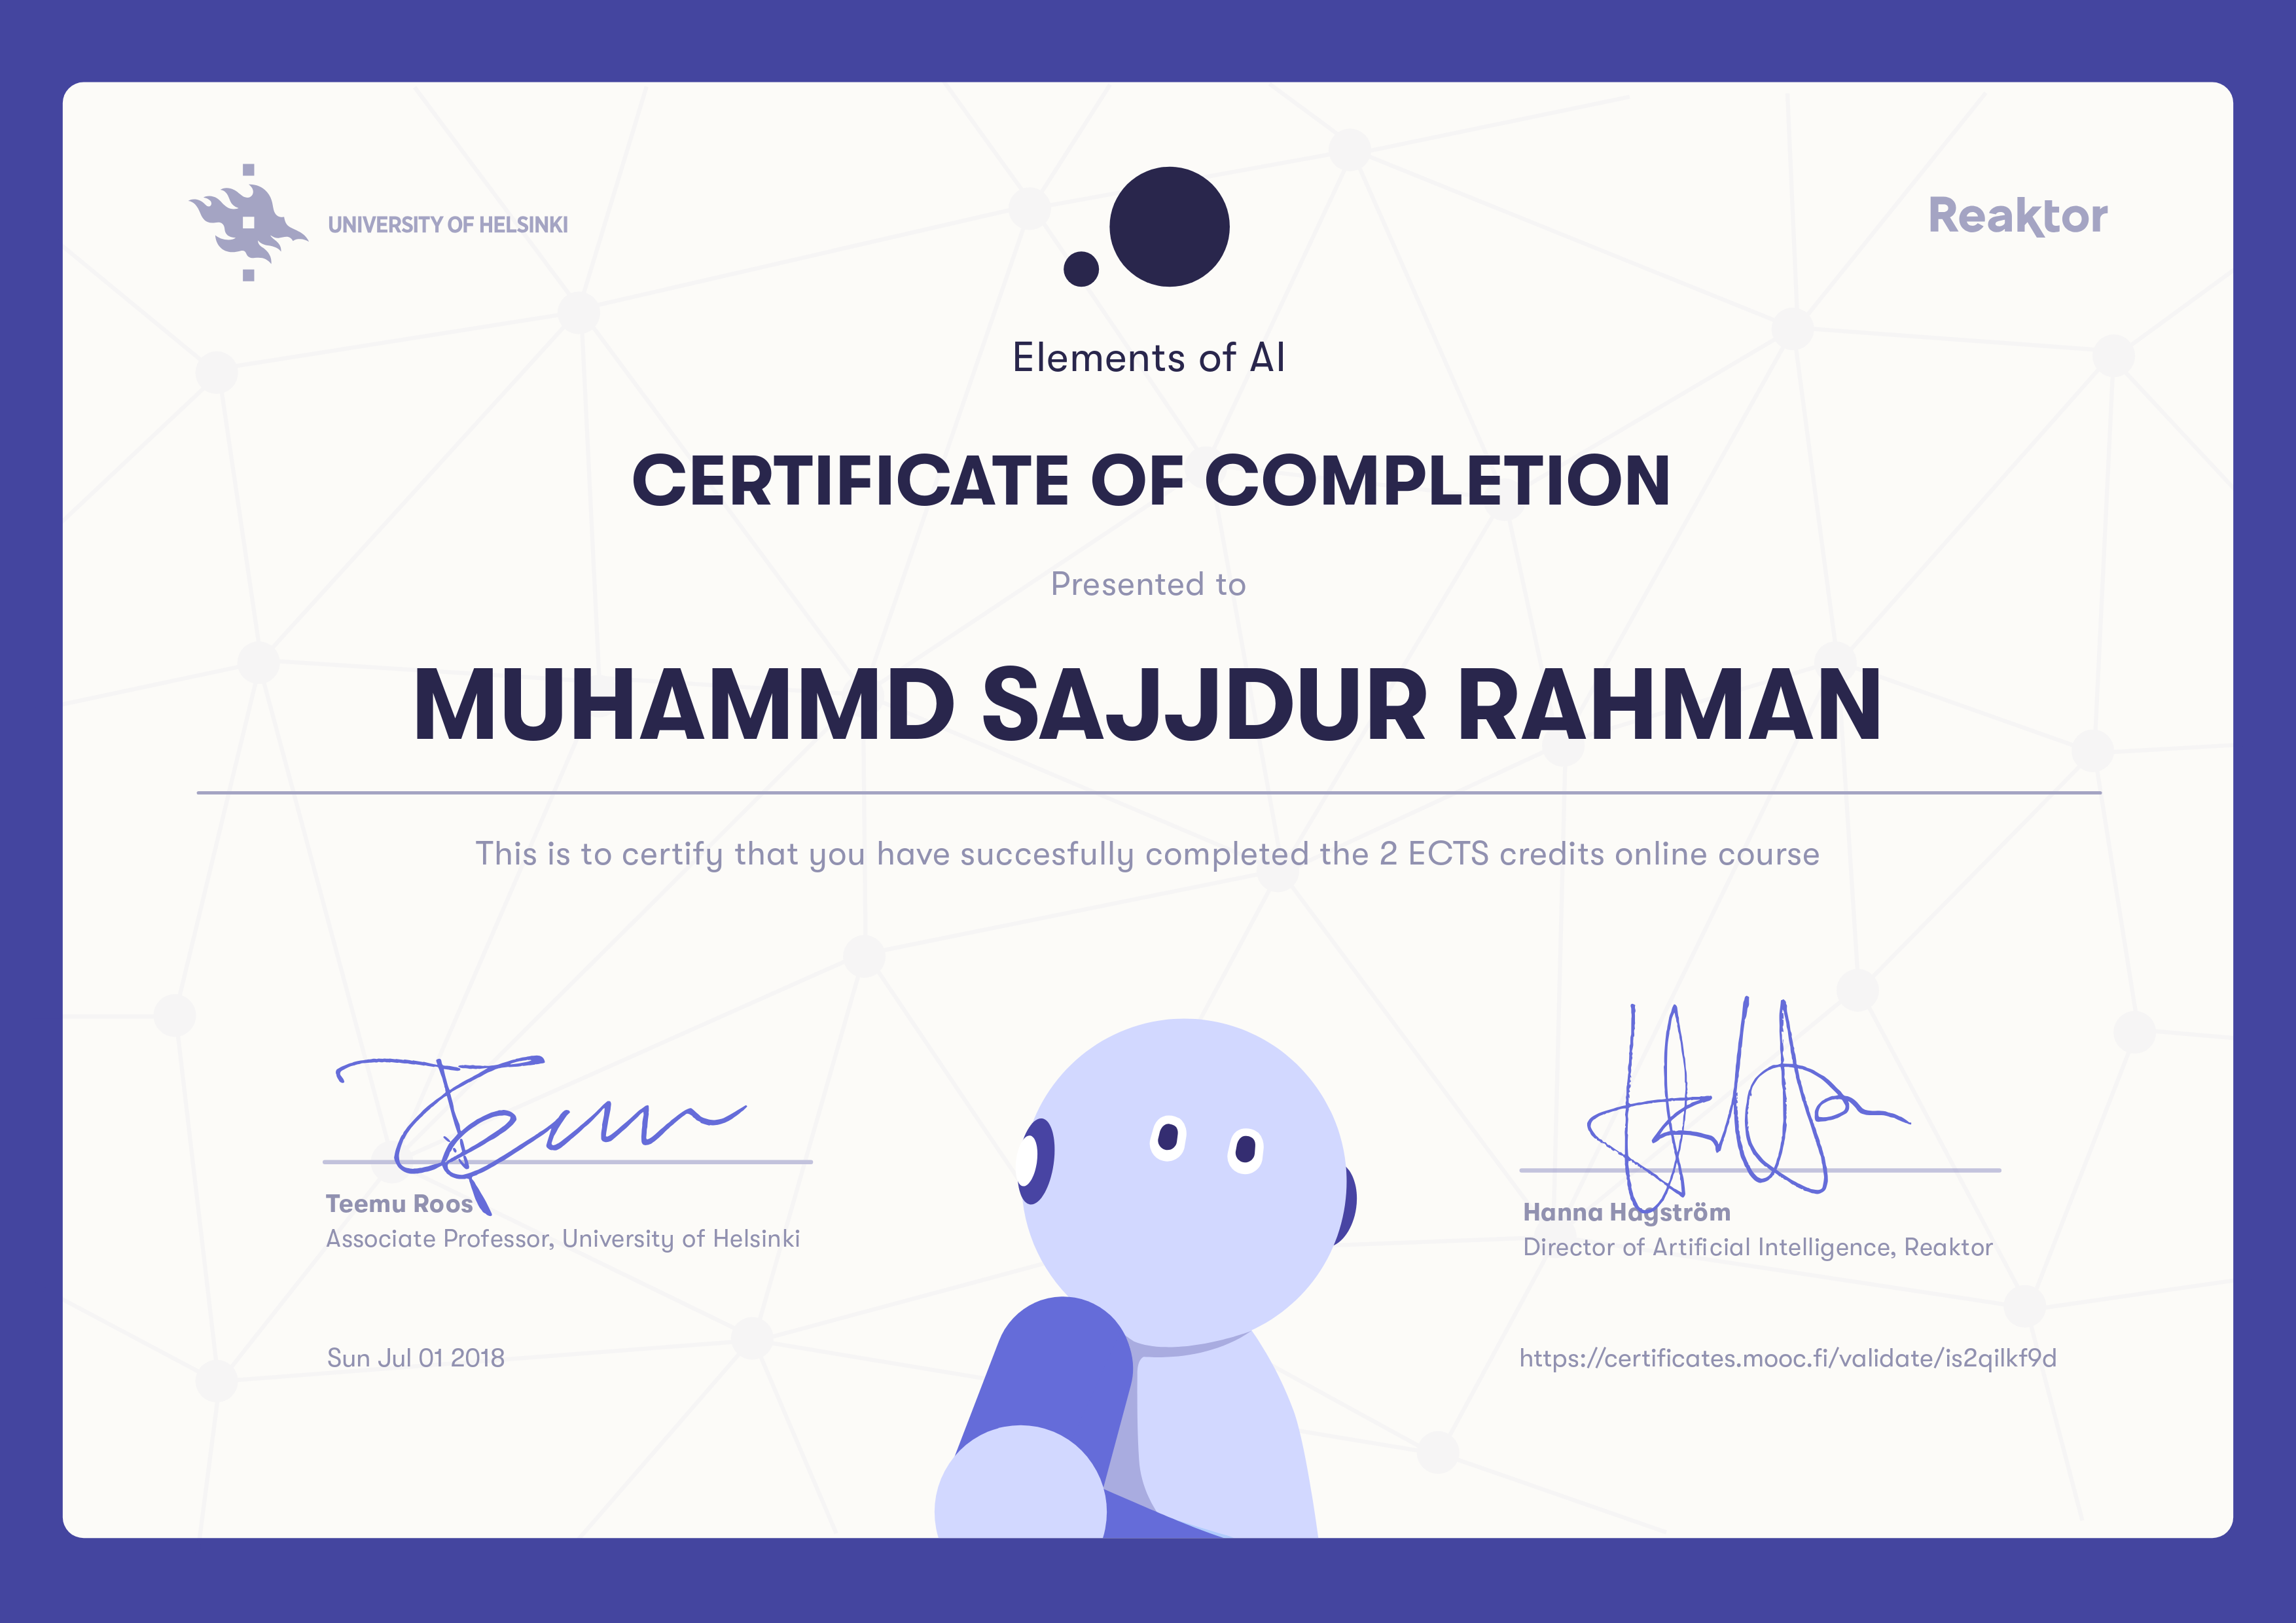 UNIVERSITY OF HELSINKI
Reaktor
Elements of AI
CERTIFICATE OF COMPLETION
Presented to
MUHAMMD SAJJDUR RAHMAN
This is to certify that you have succesfully completed the 2 ECTS credits online course
Teemu Roos
Associate Professor, University of Helsinki
Hanna Hagström
Director of Artificial Intelligence, Reaktor
Sun Jul 01 2018
https://certificates.mooc.fi/validate/is2qilkf9d